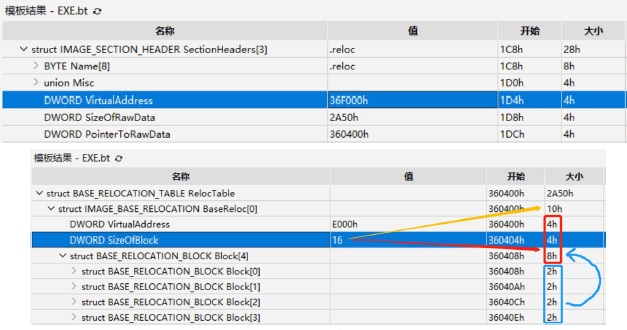 模板结果 - EXE.bt
名称 值 开始 大小
struct IMAGE_SECTION_HEADER SectionHeaders[3] .reloc 1C8h 28h
BYTE Name[8] .reloc 1C8h 8h
union Misc 1D0h 4h
DWORD VirtualAddress 36F000h 1D4h 4h
DWORD SizeOfRawData 2A50h 1D8h 4h
DWORD PointerToRawData 360400h 1DCh 4h
模板结果 - EXE.bt
名称 值 开始 大小
struct BASE_RELOCATION_TABLE RelocTable 360400h 2A50h
struct IMAGE_BASE_RELOCATION BaseReloc[0] 360400h 10h
DWORD VirtualAddress E000h 360400h 4h
DWORD SizeOfBlock 16 360404h 4h
struct BASE_RELOCATION_BLOCK Block[4] 360408h 8h
struct BASE_RELOCATION_BLOCK Block[0] 360408h 2h
struct BASE_RELOCATION_BLOCK Block[1] 36040Ah 2h
struct BASE_RELOCATION_BLOCK Block[2] 36040Ch 2h
struct BASE_RELOCATION_BLOCK Block[3] 36040Eh 2h